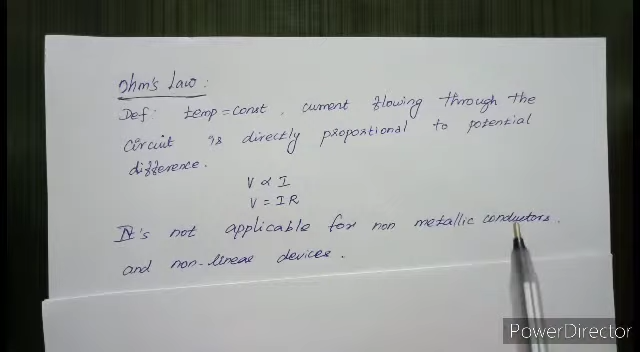 Ohm's Law :
Def : temp = const , current flowing through the
circuit is directly propotional to potential
difference .
V ∝ I
V = IR
It's not applicable for non metallic conductors .
and non-linear devices .
PowerDirector